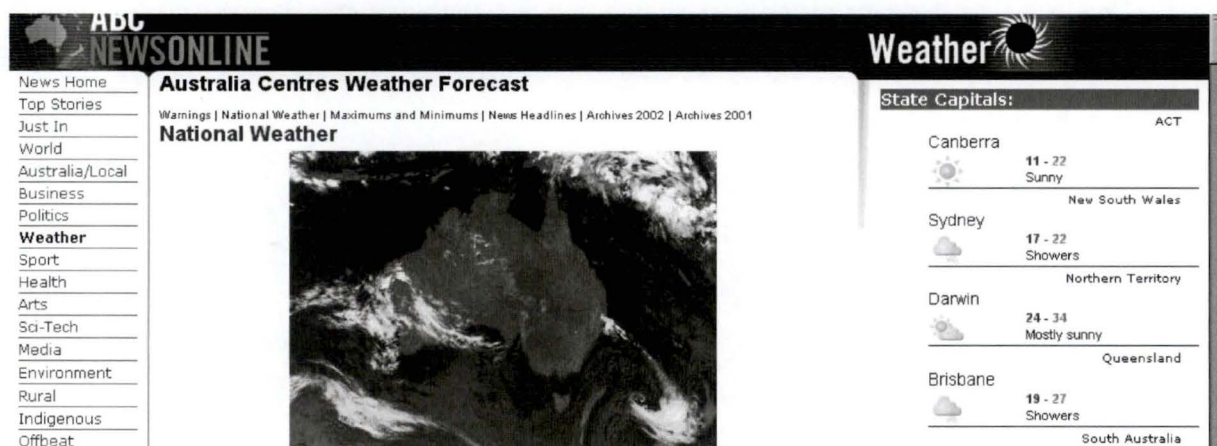 ABC
NEWSONLINE
Weather
News Home
Top Stories
Just In
World
Australia/Local
Business
Politics
Weather
Sport
Health
Arts
Sci-Tech
Media
Environment
Rural
Indigenous
Offbeat
Australia Centres Weather Forecast
Warnings | National Weather | Maximums and Minimums | News Headlines | Archives 2002 | Archives 2001
National Weather
State Capitals:
ACT
Canberra
11 - 22
Sunny
New South Wales
Sydney
17 - 22
Showers
Northern Territory
Darwin
24 - 34
Mostly sunny
Queensland
Brisbane
19 - 27
Showers
South Australia